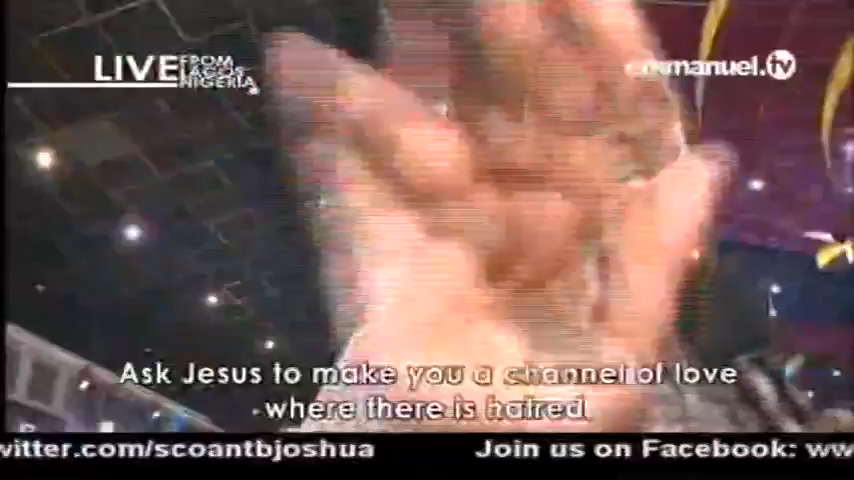 LIVE FROM
LAGOS
NIGERIA
emmanuel.tv
Ask Jesus to make you a channel of love
where there is hatred
witter.com/scoantbjoshua Join us on Facebook: ww